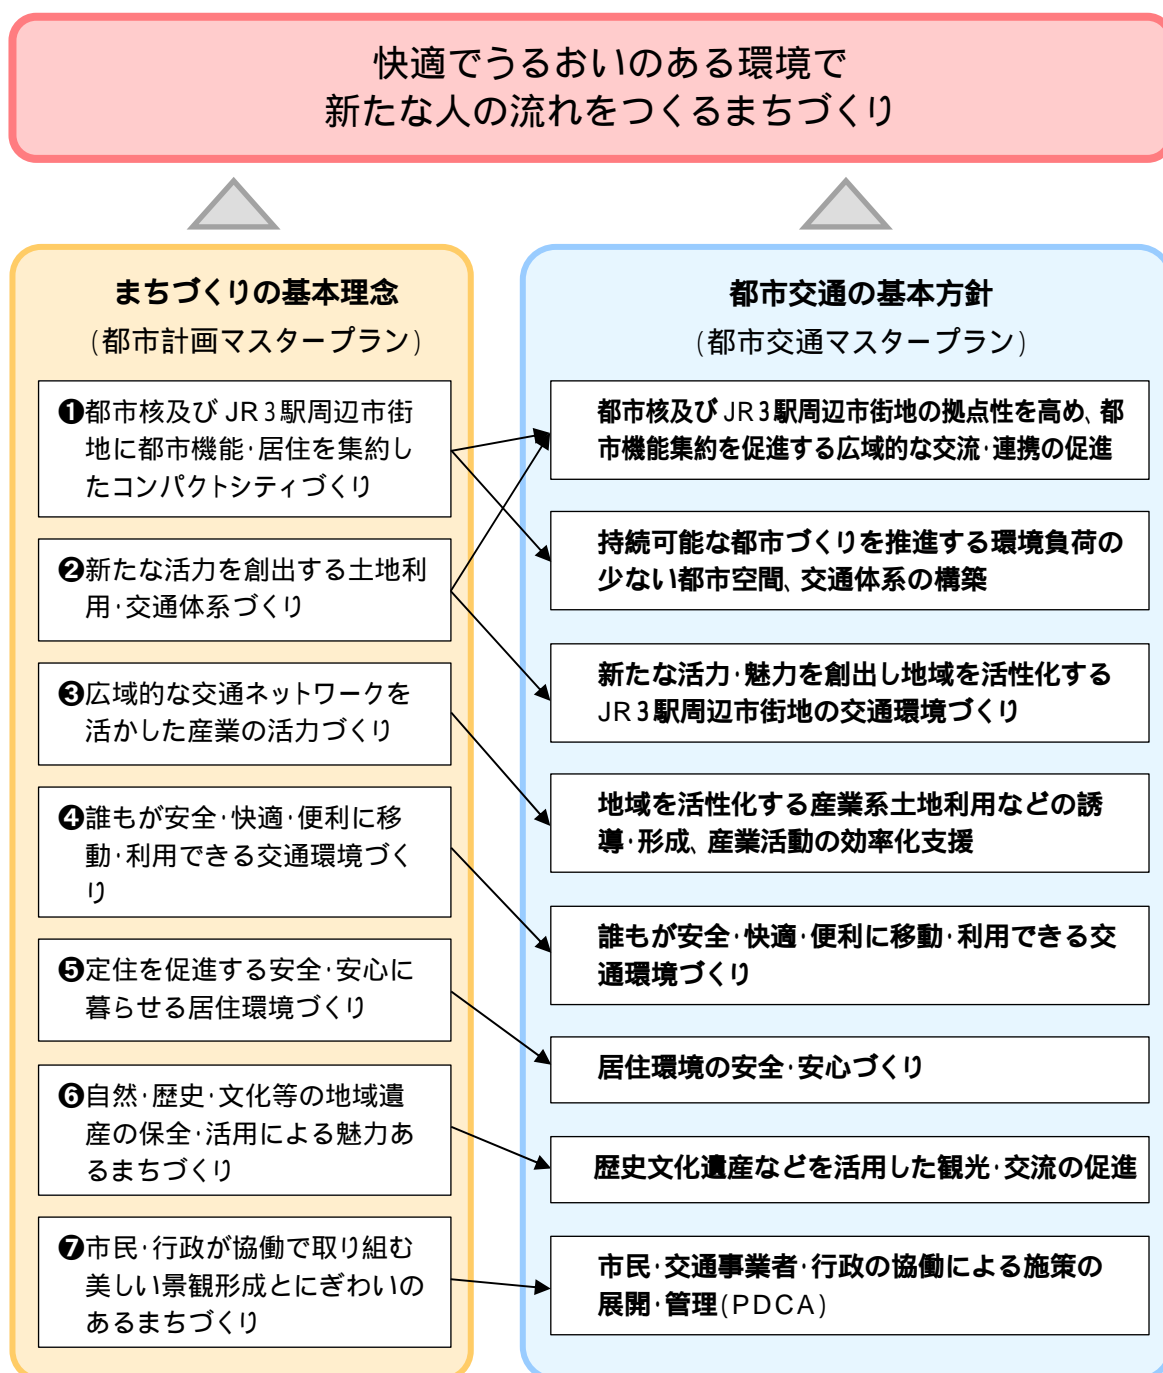 快適でうるおいのある環境で
新たな人の流れをつくるまちづくり
まちづくりの基本理念
(都市計画マスタープラン)
❶都市核及び JR3駅周辺市街
地に都市機能・居住を集約し
たコンパクトシティづくり
❷新たな活力を創出する土地利
用・交通体系づくり
❸広域的な交通ネットワークを
活かした産業の活力づくり
❹誰もが安全・快適・便利に移
動・利用できる交通環境づく
り
❺定住を促進する安全・安心に
暮らせる居住環境づくり
❻自然・歴史・文化等の地域遺
産の保全・活用による魅力あ
るまちづくり
❼市民・行政が協働で取り組む
美しい景観形成とにぎわいの
あるまちづくり
都市交通の基本方針
(都市交通マスタープラン)
都市核及び JR3駅周辺市街地の拠点性を高め、都
市機能集約を促進する広域的な交流・連携の促進
持続可能な都市づくりを推進する環境負荷の
少ない都市空間、交通体系の構築
新たな活力・魅力を創出し地域を活性化する
JR3駅周辺市街地の交通環境づくり
地域を活性化する産業系土地利用などの誘
導・形成、産業活動の効率化支援
誰もが安全・快適・便利に移動・利用できる交
通環境づくり
居住環境の安全・安心づくり
歴史文化遺産などを活用した観光・交流の促進
市民・交通事業者・行政の協働による施策の
展開・管理(PDCA)